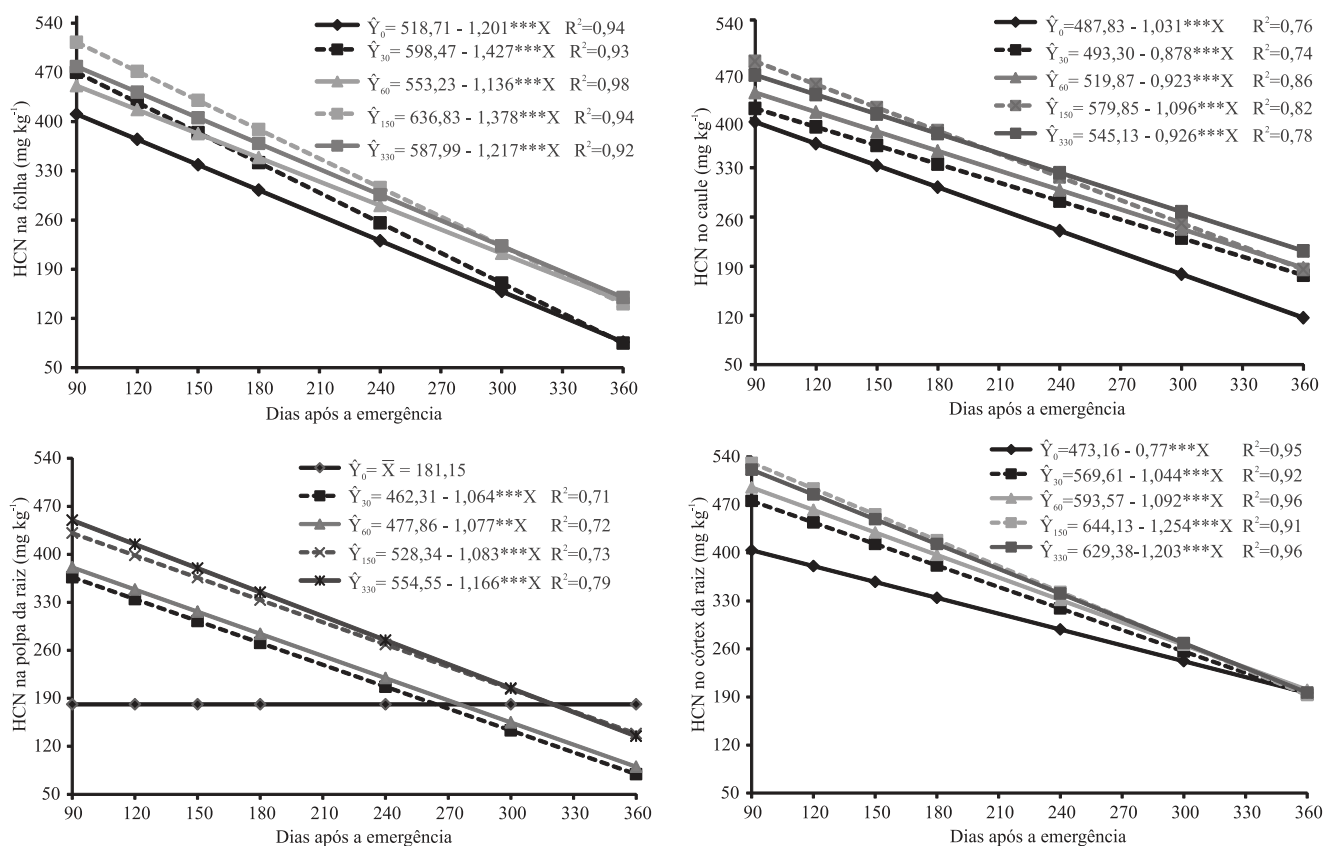 HCN na folha (mg kg⁻¹)
540
470
400
330
260
190
120
50
Ŷ₀= 518,71 - 1,201***X R²=0,94
Ŷ₃₀= 598,47 - 1,427***X R²=0,93
Ŷ₆₀= 553,23 - 1,136***X R²=0,98
Ŷ₁₅₀= 636,83 - 1,378***X R²=0,94
Ŷ₃₃₀= 587,99 - 1,217***X R²=0,92
90 120 150 180 210 240 270 300 330 360
Dias após a emergência
HCN no caule (mg kg⁻¹)
540
470
400
330
260
190
120
50
Ŷ₀=487,83 - 1,031***X R²=0,76
Ŷ₃₀= 493,30 - 0,878***X R²=0,74
Ŷ₆₀= 519,87 - 0,923***X R²=0,86
Ŷ₁₅₀= 579,85 - 1,096***X R²=0,82
Ŷ₃₃₀= 545,13 - 0,926***X R²=0,78
90 120 150 180 210 240 270 300 330 360
Dias após a emergência
HCN na polpa da raiz (mg kg⁻¹)
540
470
400
330
260
190
120
50
Ŷ₀= X̅ = 181,15
Ŷ₃₀= 462,31 - 1,064***X R²=0,71
Ŷ₆₀= 477,86 - 1,077**X R²=0,72
Ŷ₁₅₀= 528,34 - 1,083***X R²=0,73
Ŷ₃₃₀= 554,55 - 1,166***X R²=0,79
90 120 150 180 210 240 270 300 330 360
Dias após a emergência
HCN no córtex da raiz (mg kg⁻¹)
540
470
400
330
260
190
120
50
Ŷ₀=473,16 - 0,77***X R²=0,95
Ŷ₃₀=569,61 - 1,044***X R²=0,92
Ŷ₆₀=593,57 - 1,092***X R²=0,96
Ŷ₁₅₀= 644,13 - 1,254***X R²=0,91
Ŷ₃₃₀= 629,38-1,203***X R²=0,96
90 120 150 180 210 240 270 300 330 360
Dias após a emergência